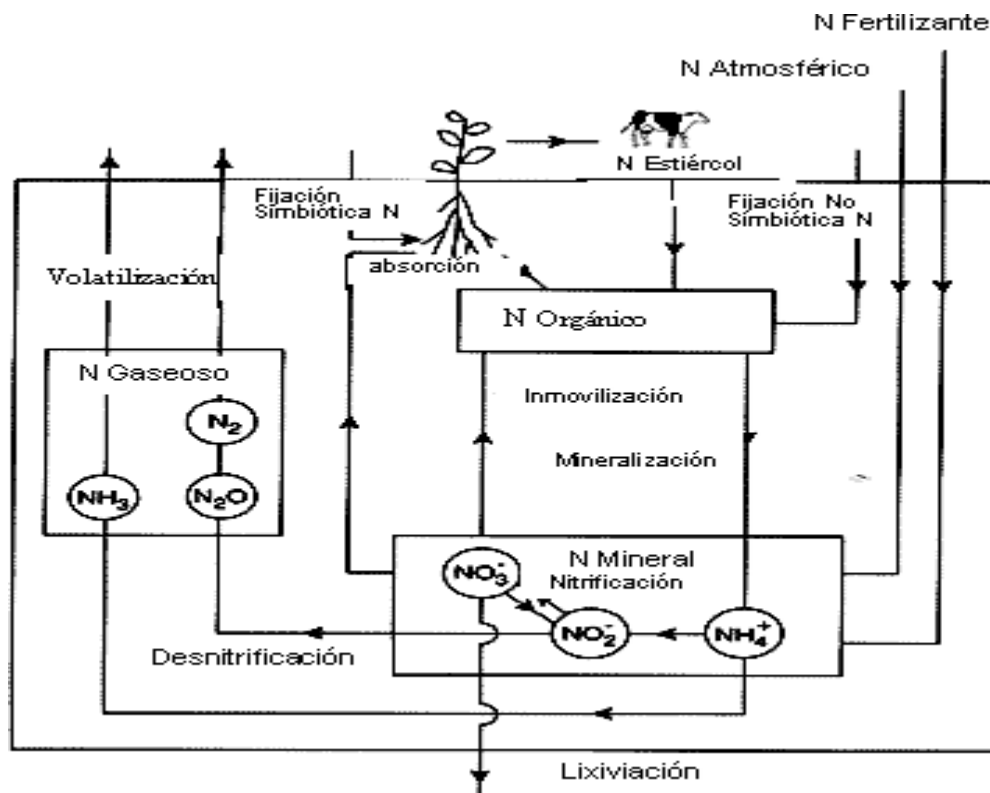 N Fertilizante
N Atmosférico
N Estiércol
Fijación
Simbiótica N
Fijación No
Simbiótica N
absorción
Volatilización
N Orgánico
N Gaseoso
Inmovilización
N₂
Mineralización
NH₃
N₂O
N Mineral
NO₃⁻
Nitrificación
NO₂⁻
NH₄⁺
Desnitrificación
Lixiviación